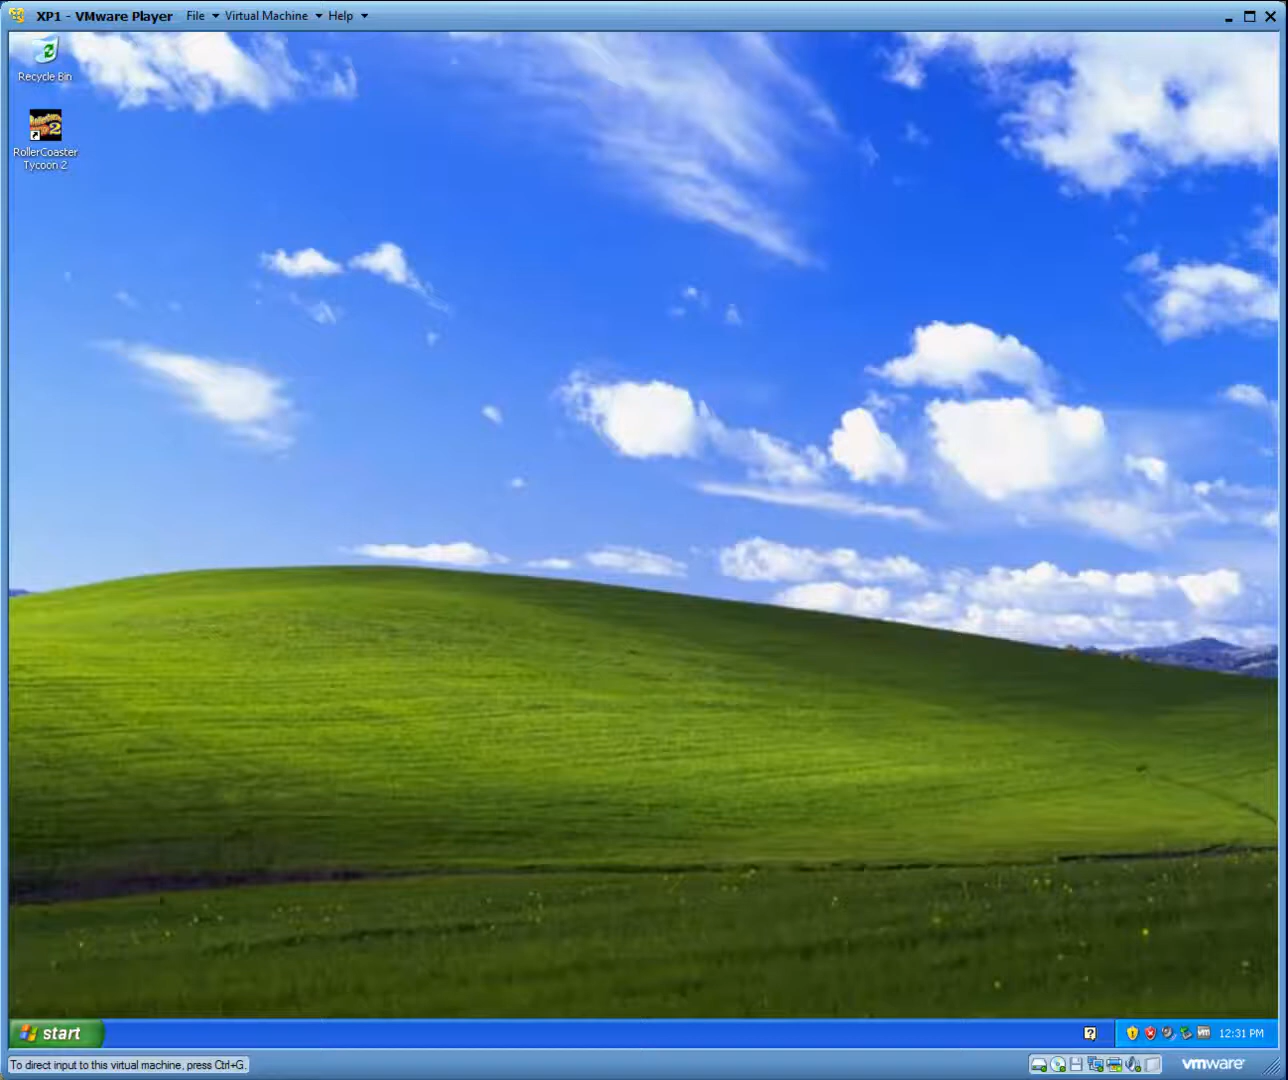 XP1 - VMware Player File Virtual Machine Help
Recycle Bin
RollerCoaster
Tycoon 2
start
12:31 PM
To direct input to this virtual machine, press Ctrl+G.
vmware